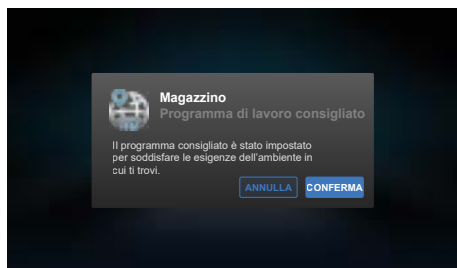 Magazzino
Programma di lavoro consigliato
Il programma consigliato è stato impostato
per soddisfare le esigenze dell'ambiente in
cui ti trovi.
ANNULLA CONFERMA